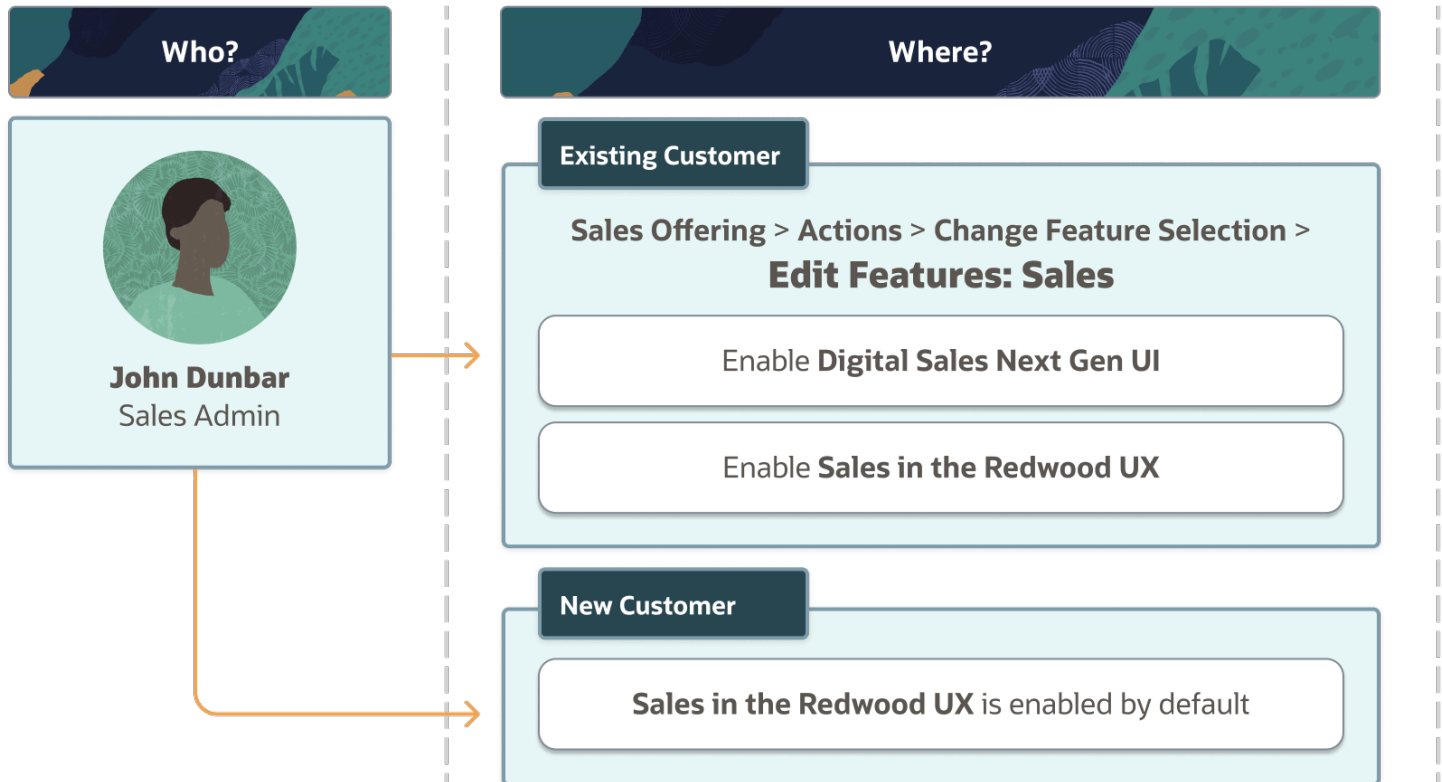 Who?
Where?
John Dunbar
Sales Admin
Existing Customer
Sales Offering > Actions > Change Feature Selection >
Edit Features: Sales
Enable Digital Sales Next Gen UI
Enable Sales in the Redwood UX
New Customer
Sales in the Redwood UX is enabled by default